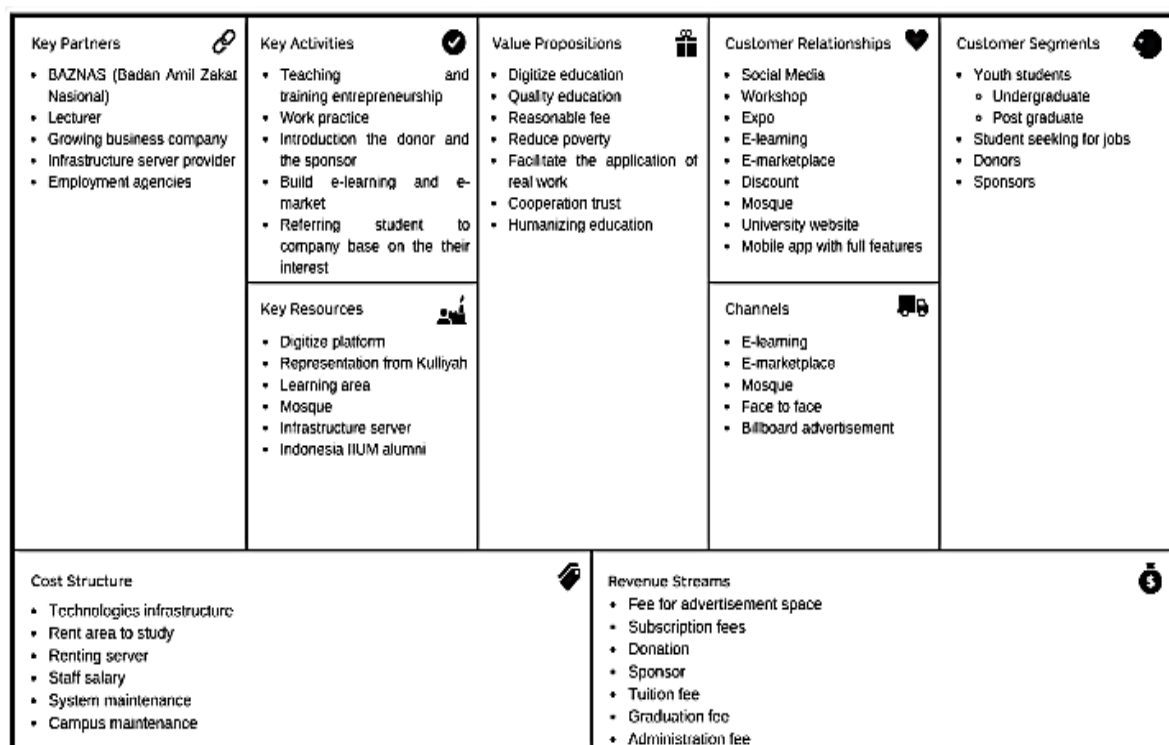 Key Partners
• BAZNAS (Badan Amil Zakat
Nasional)
• Lecturer
• Growing business company
• Infrastructure server provider
• Employment agencies
Key Activities
• Teaching and
training entrepreneurship
• Work practice
• Introduction the donor and
the sponsor
• Build e-learning and e-
market
• Referring student to
company base on the their
interest
Key Resources
• Digitize platform
• Representation from Kulliyah
• Learning area
• Mosque
• Infrastructure server
• Indonesia IIUM alumni
Value Propositions
• Digitize education
• Quality education
• Reasonable fee
• Reduce poverty
• Facilitate the application of
real work
• Cooperation trust
• Humanizing education
Customer Relationships
• Social Media
• Workshop
• Expo
• E-learning
• E-marketplace
• Discount
• Mosque
• University website
• Mobile app with full features
Channels
• E-learning
• E-marketplace
• Mosque
• Face to face
• Billboard advertisement
Customer Segments
• Youth students
o Undergraduate
o Post graduate
• Student seeking for jobs
• Donors
• Sponsors
Cost Structure
• Technologies infrastructure
• Rent area to study
• Renting server
• Staff salary
• System maintenance
• Campus maintenance
Revenue Streams
• Fee for advertisement space
• Subscription fees
• Donation
• Sponsor
• Tuition fee
• Graduation fee
• Administration fee